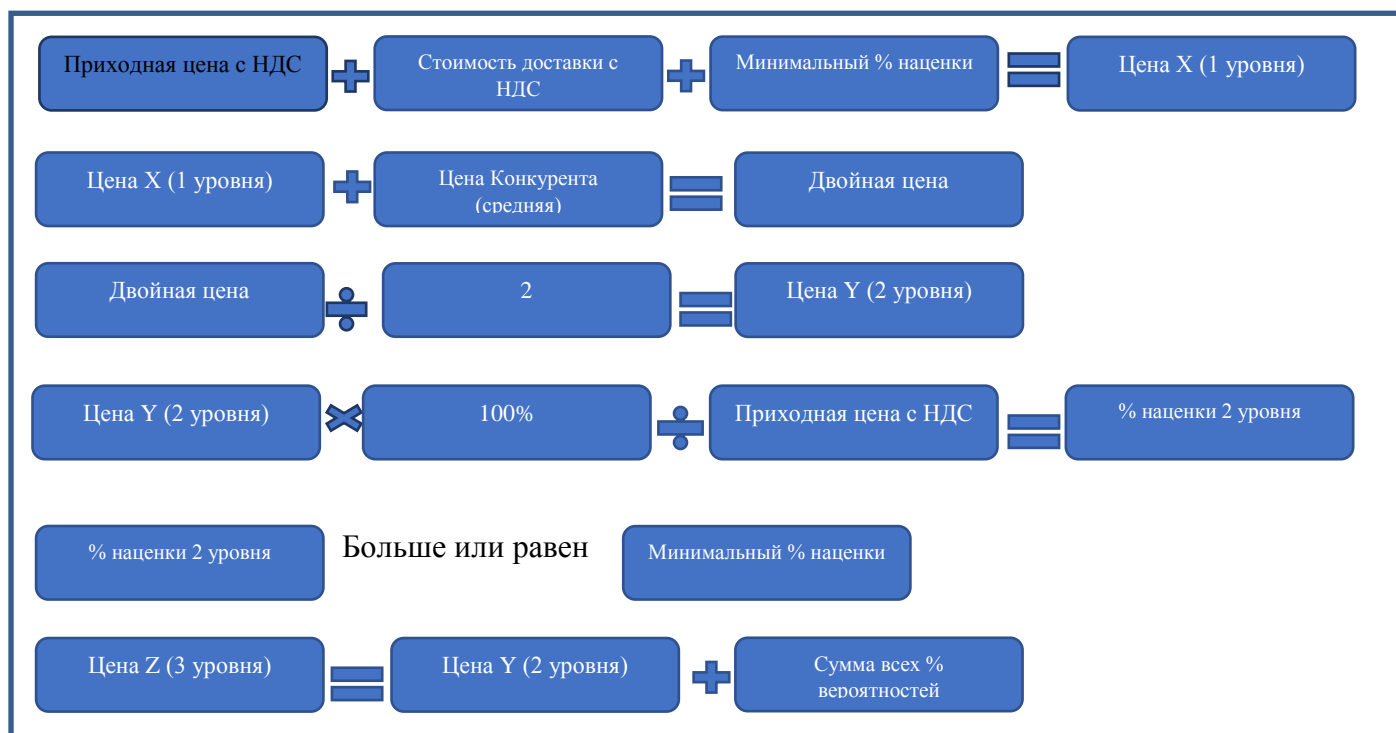 Приходная цена с НДС
Стоимость доставки с
НДС
Минимальный % наценки
Цена X (1 уровня)
Цена X (1 уровня)
Цена Конкурента
(средняя)
Двойная цена
Двойная цена
2
Цена Y (2 уровня)
Цена Y (2 уровня)
100%
Приходная цена с НДС
% наценки 2 уровня
% наценки 2 уровня
Больше или равен
Минимальный % наценки
Цена Z (3 уровня)
Цена Y (2 уровня)
Сумма всех %
вероятностей